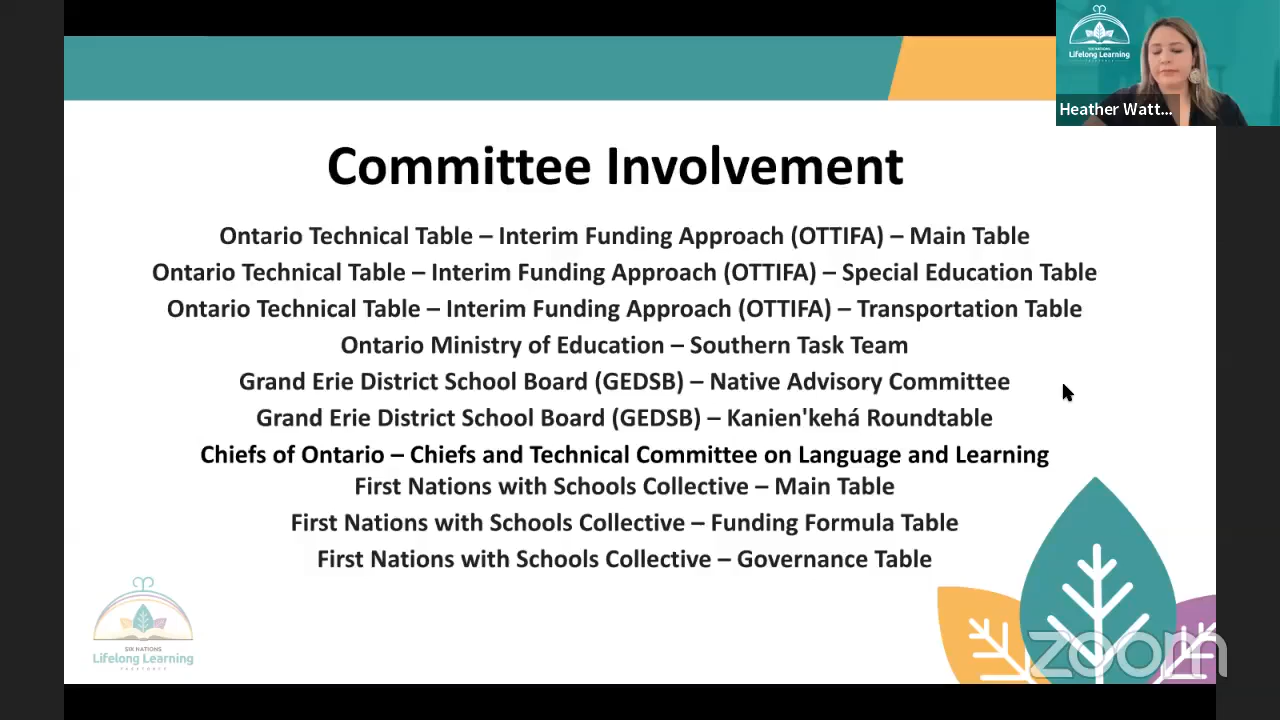 SIX NATIONS
Lifelong Learning
Heather Watt...
Committee Involvement
Ontario Technical Table – Interim Funding Approach (OTTIFA) – Main Table
Ontario Technical Table – Interim Funding Approach (OTTIFA) – Special Education Table
Ontario Technical Table – Interim Funding Approach (OTTIFA) – Transportation Table
Ontario Ministry of Education – Southern Task Team
Grand Erie District School Board (GEDSB) – Native Advisory Committee
Grand Erie District School Board (GEDSB) – Kanien'kehá Roundtable
Chiefs of Ontario – Chiefs and Technical Committee on Language and Learning
First Nations with Schools Collective – Main Table
First Nations with Schools Collective – Funding Formula Table
First Nations with Schools Collective – Governance Table
SIX NATIONS
Lifelong Learning
TASKFORCE
zoom